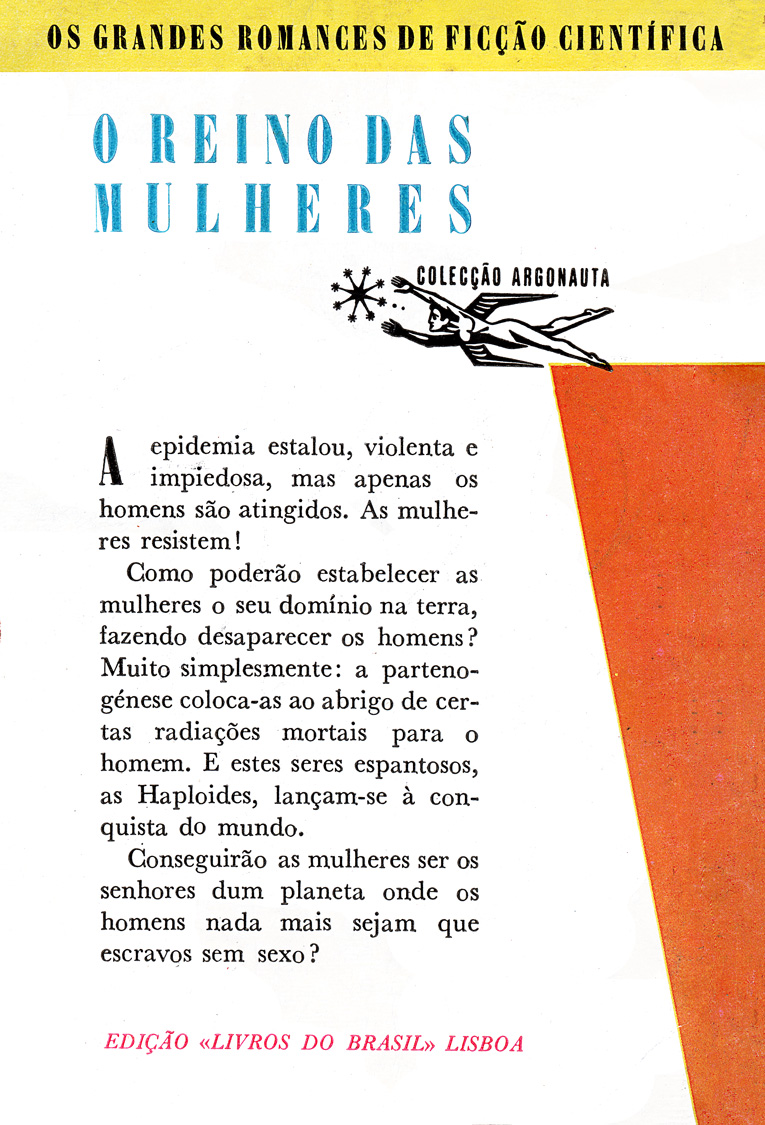 OS GRANDES ROMANCES DE FICÇÃO CIENTÍFICA
O REINO DAS
MULHERES
COLECÇÃO ARGONAUTA
A epidemia estalou, violenta e
impiedosa, mas apenas os
homens são atingidos. As mulhe-
res resistem!
Como poderão estabelecer as
mulheres o seu domínio na terra,
fazendo desaparecer os homens?
Muito simplesmente: a parteno-
génese coloca-as ao abrigo de cer-
tas radiações mortais para o
homem. E estes seres espantosos,
as Haploides, lançam-se à con-
quista do mundo.
Conseguirão as mulheres ser os
senhores dum planeta onde os
homens nada mais sejam que
escravos sem sexo?
EDIÇÃO «LIVROS DO BRASIL» LISBOA